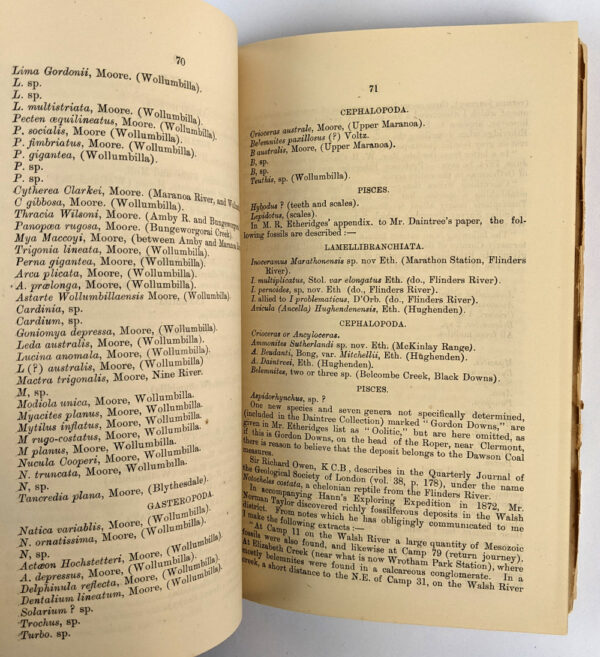 70
Lima Gordonii, Moore. (Wollumbilla).
L. sp.
L. sp.
L. multistriata, Moore. (Wollumbilla).
Pecten æquilineatus, Moore (Wollumbilla).
P. socialis, Moore (Wollumbilla).
P. fimbriatus, Moore (Wollumbilla).
P. gigantea, (Wollumbilla).
P. sp.
P. sp.
Cytherea Clarkei, Moore. (Maranoa River, and
C gibbosa, Moore. (Wollumbilla).
Thracia Wilsoni, Moore, (Amby R. and
Panopœa rugosa, Moore, (Bungeworgorai Creek).
Mya Maccoyi, Moore, (between Amby and
Trigonia lineata, Moore, (Wollumbilla).
Perna gigantea, Moore, (Wollumbilla).
Arca plicata, Moore, (Wollumbilla).
A. prælonga, Moore, (Wollumbilla).
Astarte Wollumbillaensis Moore, (Wollumbilla).
Cardinia, sp.
Cardium, sp.
Goniomya depressa, Moore, (Wollumbilla).
Leda australis, Moore, (Wollumbilla).
Lucina anomala, Moore, (Wollumbilla).
L (?) australis, Moore, (Wollumbilla)
Mactra trigonalis, Moore, Nine River.
M, sp.
Modiola unica, Moore, Wollumbilla.
Myacites planus, Moore, Wollumbilla.
Mytilus inflatus, Moore, Wollumbilla.
M rugo-costatus, Moore, Wollumbilla.
M planus, Moore, Wollumbilla.
Nucula Cooperi, Moore, Wollumbilla.
N. truncata, Moore, Wollumbilla.
N, sp.
Tancredia plana, Moore, (Blythesdale).
GASTEROPODA.
Natica variablis, Moore, (Wollumbilla).
N. ornatissima, Moore, (Wollumbilla).
N, sp.
Actæon Hochstetteri, Moore, (Wollumbilla).
A. depressus, Moore, (Wollumbilla).
Delphinula reflecta, Moore, (Wollumbilla).
Dentalium lineatum, Moore, (Wollumbilla).
Solarium ? sp.
Trochus, sp.
Turbo. sp.
71
CEPHALOPODA.
Crioceras australe, Moore, (Upper Maranoa).
Belemnites paxillosus (?) Voltz.
B australis, Moore, (Upper Maranoa).
B, sp.
B, sp.
Teuthis, sp. (Wollumbilla).
PISCES.
Hybodus ? (teeth and scales).
Lepidotus, (scales).
In M. R. Etheridges' appendix. to Mr. Daintree's paper, the fol-
lowing fossils are described :—
LAMELLIBRANCHIATA.
Inoceramus Marathonensis sp. nov Eth. (Marathon Station, Flinders
River).
I. multiplicatus, Stol. var elongatus Eth. (do., Flinders River).
I. pernoides, sp. nov. Eth (do., Flinders River).
I. allied to I problematicus, D'Orb. (do., Flinders River).
Avicula (Aucella) Hughendenensis, Eth. (Hughenden).
CEPHALOPODA.
Crioceras or Ancyloceras.
Ammonites Sutherlandi sp. nov. Eth. (McKinlay Range).
A. Beudanti, Bong, var. Mitchellii, Eth. (Hughenden).
A. Daintreei, Eth. (Hughenden).
Belemnites, two or three sp. (Bolcombe Creek, Black Downs).
PISCES.
Aspidorhynchus, sp. ?
One new species and seven genera not specifically determined,
(included in the Daintree Collection) marked "Gordon Downs," are
given in Mr. Etheridges list as "Oolitic," but are here omitted, as
if this is Gordon Downs, on the head of the Roper, near Clermont,
there is reason to believe that the deposit belongs to the Dawson Coal
measures.
Sir Richard Owen, K C.B, describes in the Quarterly Journal of
the Geological Society of London (vol. 38, p. 178), under the name
Notochelys costata, a chelonian reptile from the Flinders River.
In accompanying Hann's Exploring Expedition in 1872, Mr.
Norman Taylor discovered richly fossiliferous deposits in the Walsh
district. From notes which he has obligingly communicated to me
I make the following extracts :—
"At Camp 11 on the Walsh River a large quantity of Mesozoic
fossils were also found, and likewise at Camp 79 (return journey).
At Elizabeth Creek (near what is now Wrotham Park Station), where
mostly belemnites were found in a calcareous conglomerate. In a
creek, a short distance to the N.E. of Camp 31, on the Walsh River